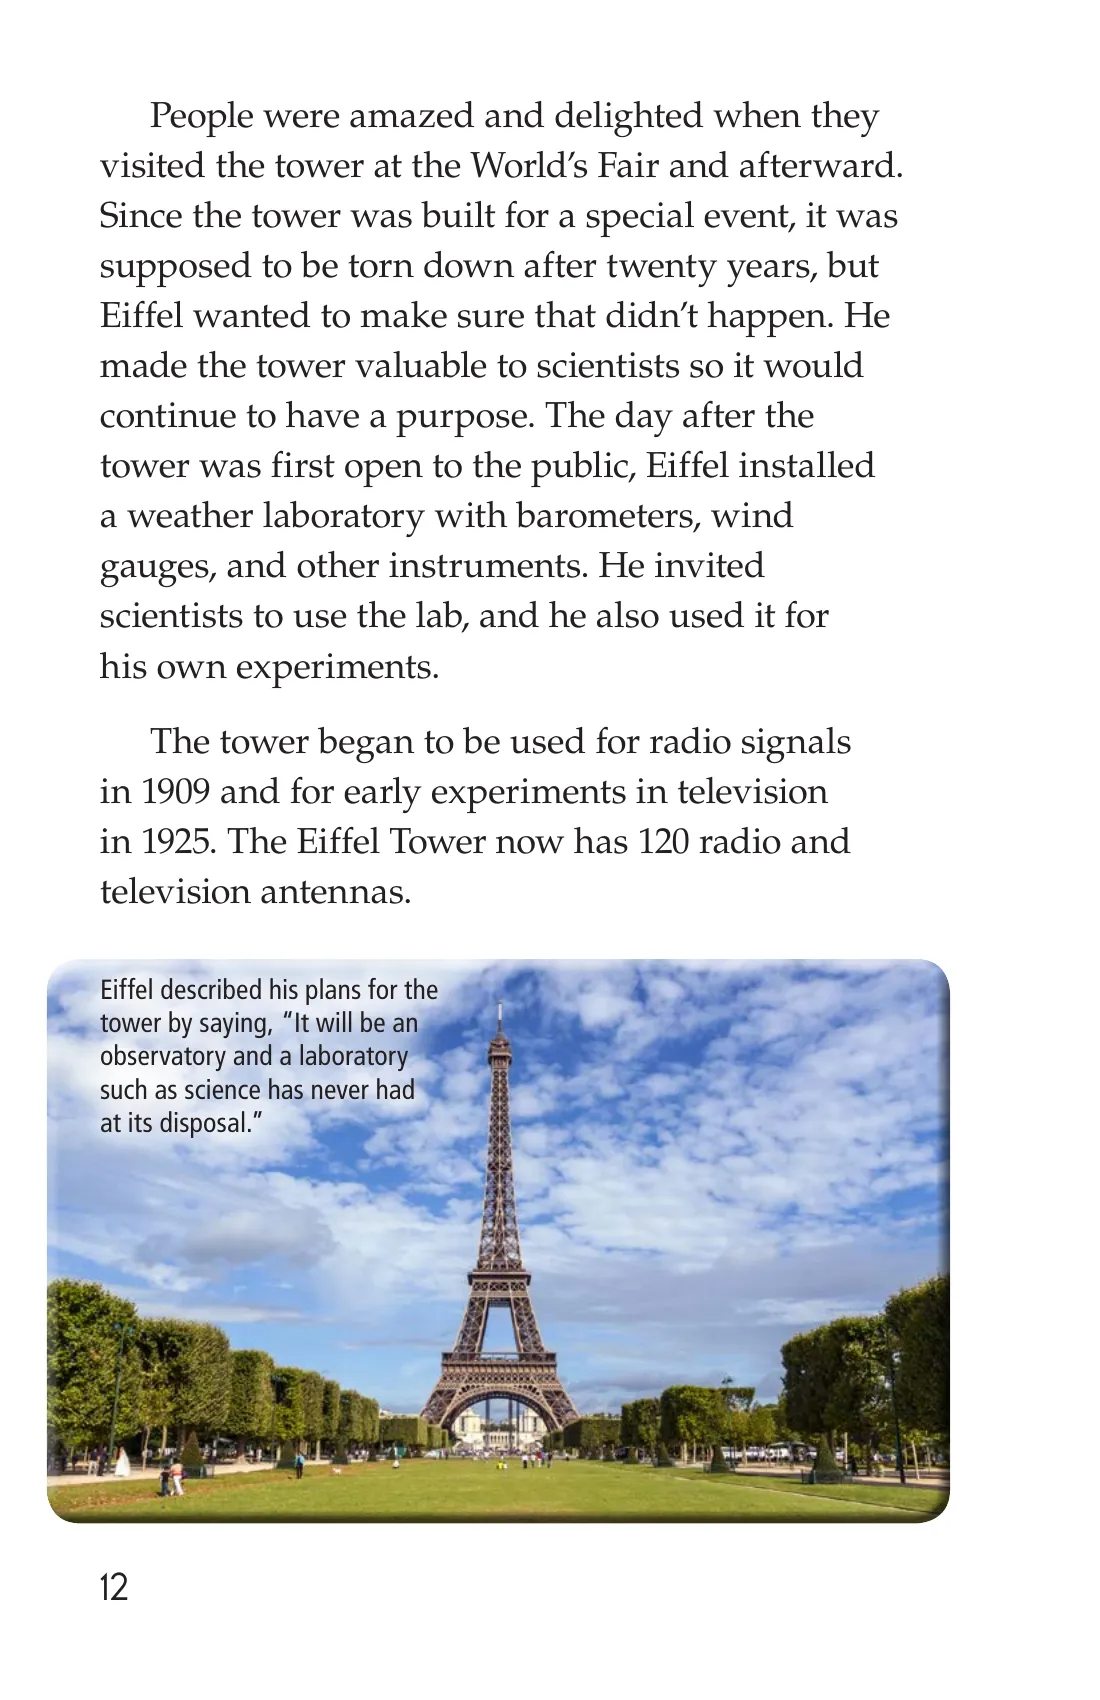 People were amazed and delighted when they
visited the tower at the World’s Fair and afterward.
Since the tower was built for a special event, it was
supposed to be torn down after twenty years, but
Eiffel wanted to make sure that didn’t happen. He
made the tower valuable to scientists so it would
continue to have a purpose. The day after the
tower was first open to the public, Eiffel installed
a weather laboratory with barometers, wind
gauges, and other instruments. He invited
scientists to use the lab, and he also used it for
his own experiments.
The tower began to be used for radio signals
in 1909 and for early experiments in television
in 1925. The Eiffel Tower now has 120 radio and
television antennas.
Eiffel described his plans for the
tower by saying, “It will be an
observatory and a laboratory
such as science has never had
at its disposal.”
12